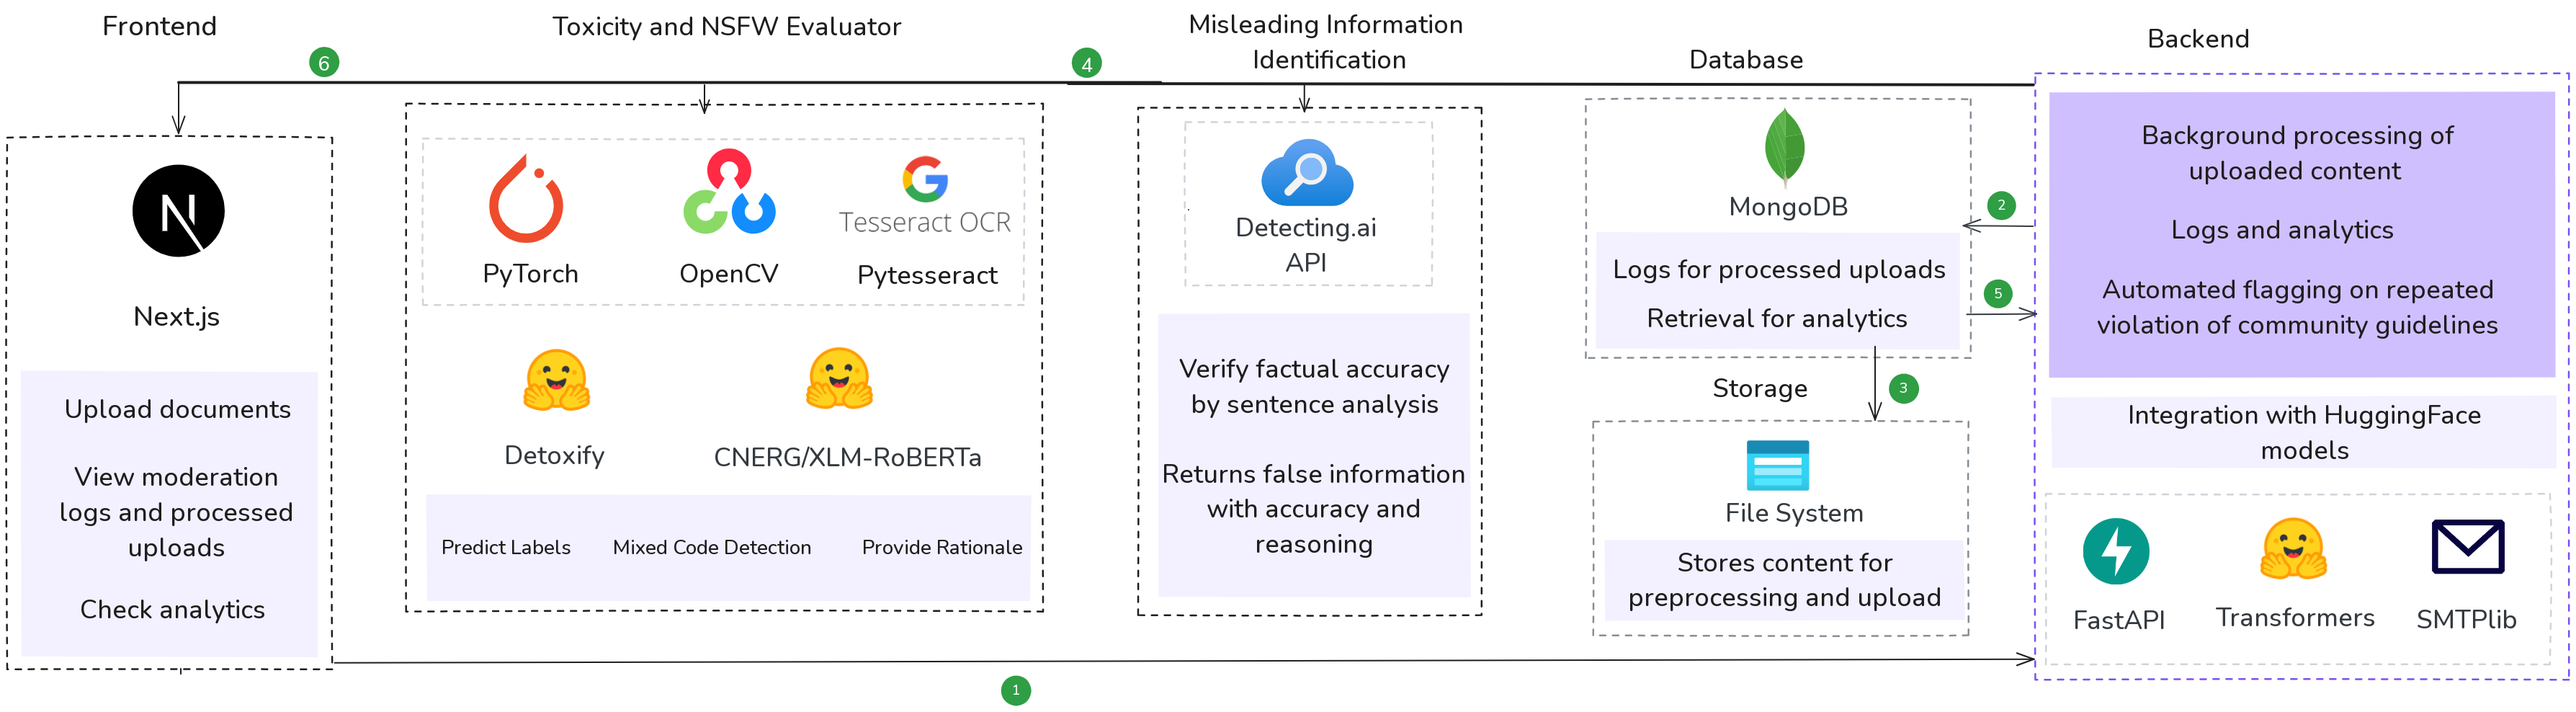 Frontend
6
Next.js
Upload documents
View moderation
logs and processed
uploads
Check analytics
Toxicity and NSFW Evaluator
PyTorch
OpenCV
Tesseract OCR
Pytesseract
Detoxify
CNERG/XLM-RoBERTa
Predict Labels
Mixed Code Detection
Provide Rationale
4
Misleading Information
Identification
Detecting.ai
API
Verify factual accuracy
by sentence analysis
Returns false information
with accuracy and
reasoning
Database
MongoDB
Logs for processed uploads
Retrieval for analytics
2
5
3
Storage
File System
Stores content for
preprocessing and upload
Backend
Background processing of
uploaded content
Logs and analytics
Automated flagging on repeated
violation of community guidelines
Integration with HuggingFace
models
FastAPI
Transformers
SMTPlib
1